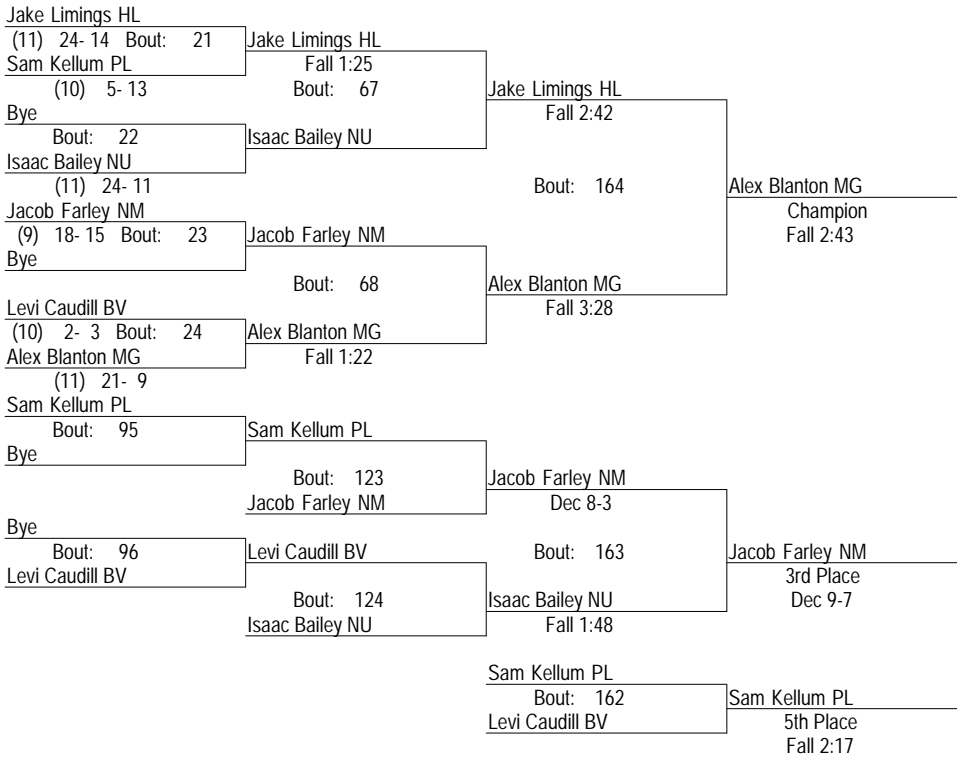 Jake Limings HL
(11) 24- 14 Bout: 21 Jake Limings HL
Sam Kellum PL Fall 1:25
(10) 5- 13 Bout: 67 Jake Limings HL
Bye Fall 2:42
Bout: 22 Isaac Bailey NU
Isaac Bailey NU
(11) 24- 11 Bout: 164 Alex Blanton MG
Jacob Farley NM Champion
(9) 18- 15 Bout: 23 Jacob Farley NM Fall 2:43
Bye
Bout: 68 Alex Blanton MG
Levi Caudill BV Fall 3:28
(10) 2- 3 Bout: 24 Alex Blanton MG
Alex Blanton MG Fall 1:22
(11) 21- 9
Sam Kellum PL
Bout: 95 Sam Kellum PL
Bye
Bout: 123 Jacob Farley NM
Jacob Farley NM Dec 8-3
Bye
Bout: 96 Levi Caudill BV Bout: 163 Jacob Farley NM
Levi Caudill BV 3rd Place
Bout: 124 Isaac Bailey NU Dec 9-7
Isaac Bailey NU Fall 1:48
Sam Kellum PL
Bout: 162 Sam Kellum PL
Levi Caudill BV 5th Place
Fall 2:17